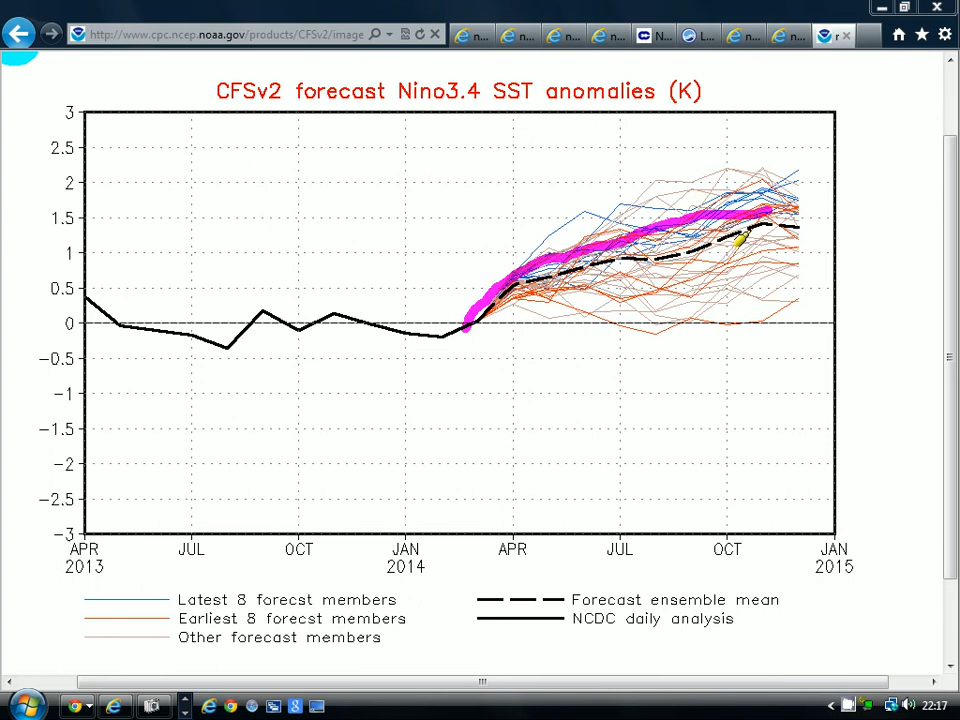 http://www.cpc.ncep.noaa.gov/products/CFSv2/image
n...
n...
n...
n...
N...
L...
n...
n...
r
CFSv2 forecast Nino3.4 SST anomalies (K)
3
2.5
2
1.5
1
0.5
0
-0.5
-1
-1.5
-2
-2.5
-3
APR JUL OCT JAN APR JUL OCT JAN
2013 2014 2015
Latest 8 forecst members
Forecast ensemble mean
Earliest 8 forecst members
NCDC daily analysis
Other forecast members
22:17